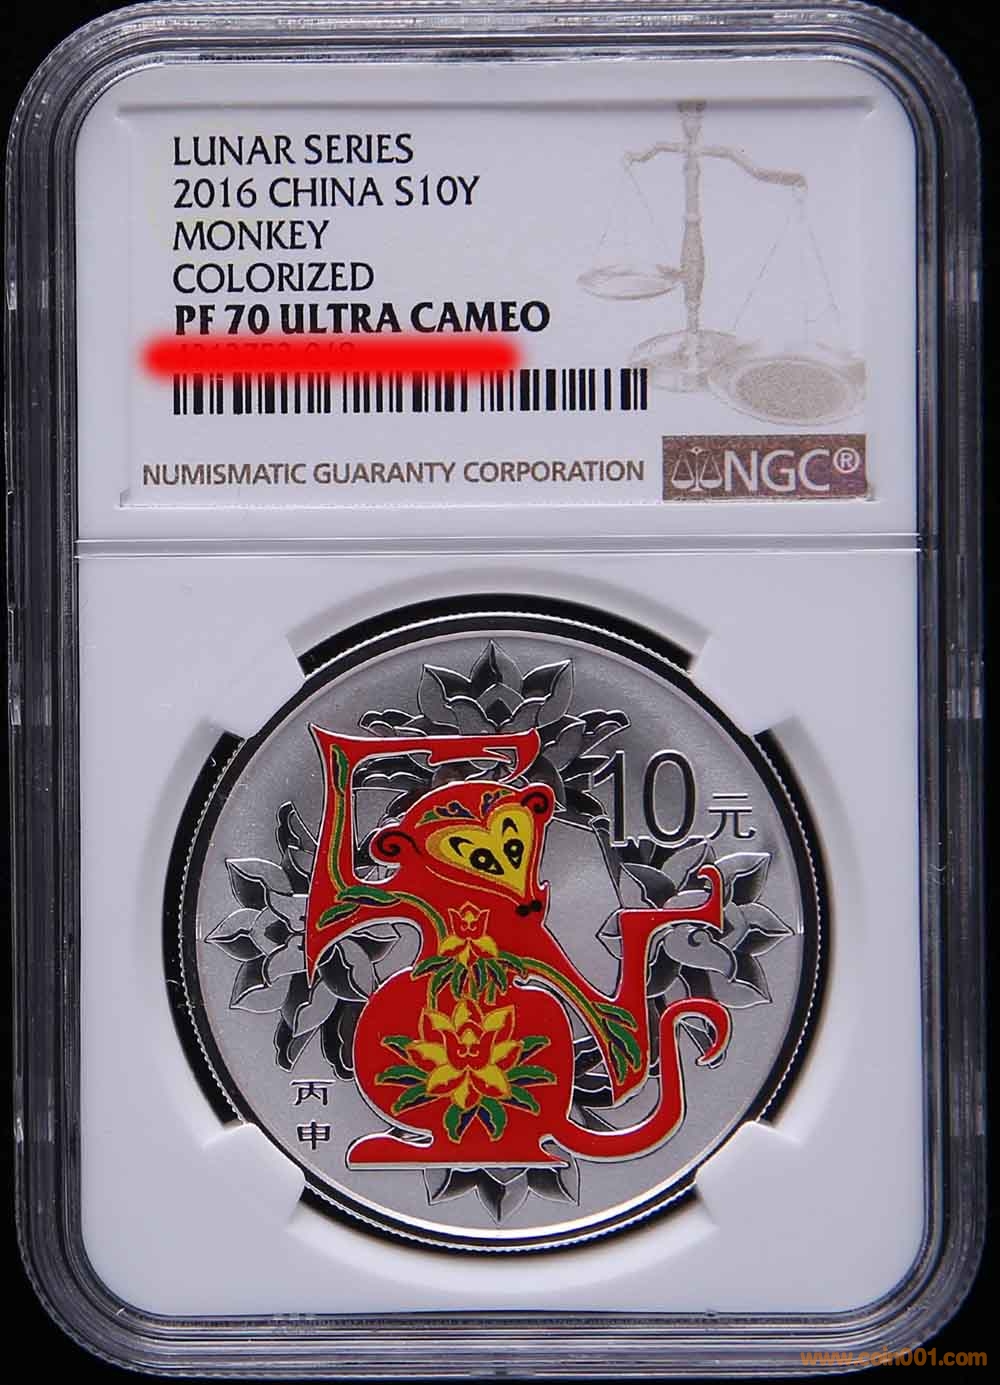 LUNAR SERIES
2016 CHINA S10Y
MONKEY
COLORIZED
PF 70 ULTRA CAMEO
NUMISMATIC GUARANTY CORPORATION
NGC®
10元
丙
申
www.coin001.com